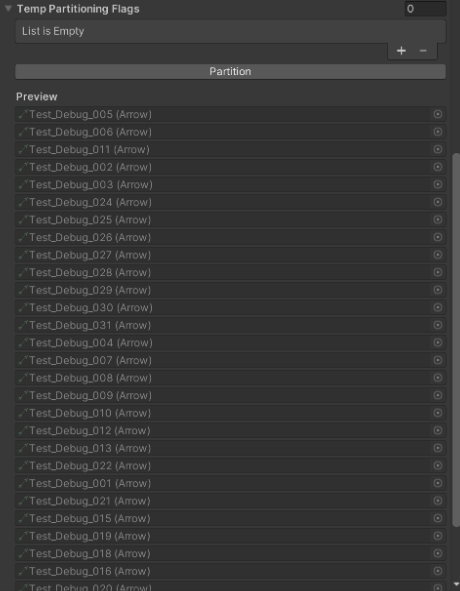 Temp Partitioning Flags 0
List is Empty
+ −
Partition
Preview
Test_Debug_005 (Arrow)
Test_Debug_006 (Arrow)
Test_Debug_011 (Arrow)
Test_Debug_002 (Arrow)
Test_Debug_003 (Arrow)
Test_Debug_024 (Arrow)
Test_Debug_025 (Arrow)
Test_Debug_026 (Arrow)
Test_Debug_027 (Arrow)
Test_Debug_028 (Arrow)
Test_Debug_029 (Arrow)
Test_Debug_030 (Arrow)
Test_Debug_031 (Arrow)
Test_Debug_004 (Arrow)
Test_Debug_007 (Arrow)
Test_Debug_008 (Arrow)
Test_Debug_009 (Arrow)
Test_Debug_010 (Arrow)
Test_Debug_012 (Arrow)
Test_Debug_013 (Arrow)
Test_Debug_022 (Arrow)
Test_Debug_001 (Arrow)
Test_Debug_021 (Arrow)
Test_Debug_015 (Arrow)
Test_Debug_019 (Arrow)
Test_Debug_018 (Arrow)
Test_Debug_016 (Arrow)
Test_Debug_020 (Arrow)